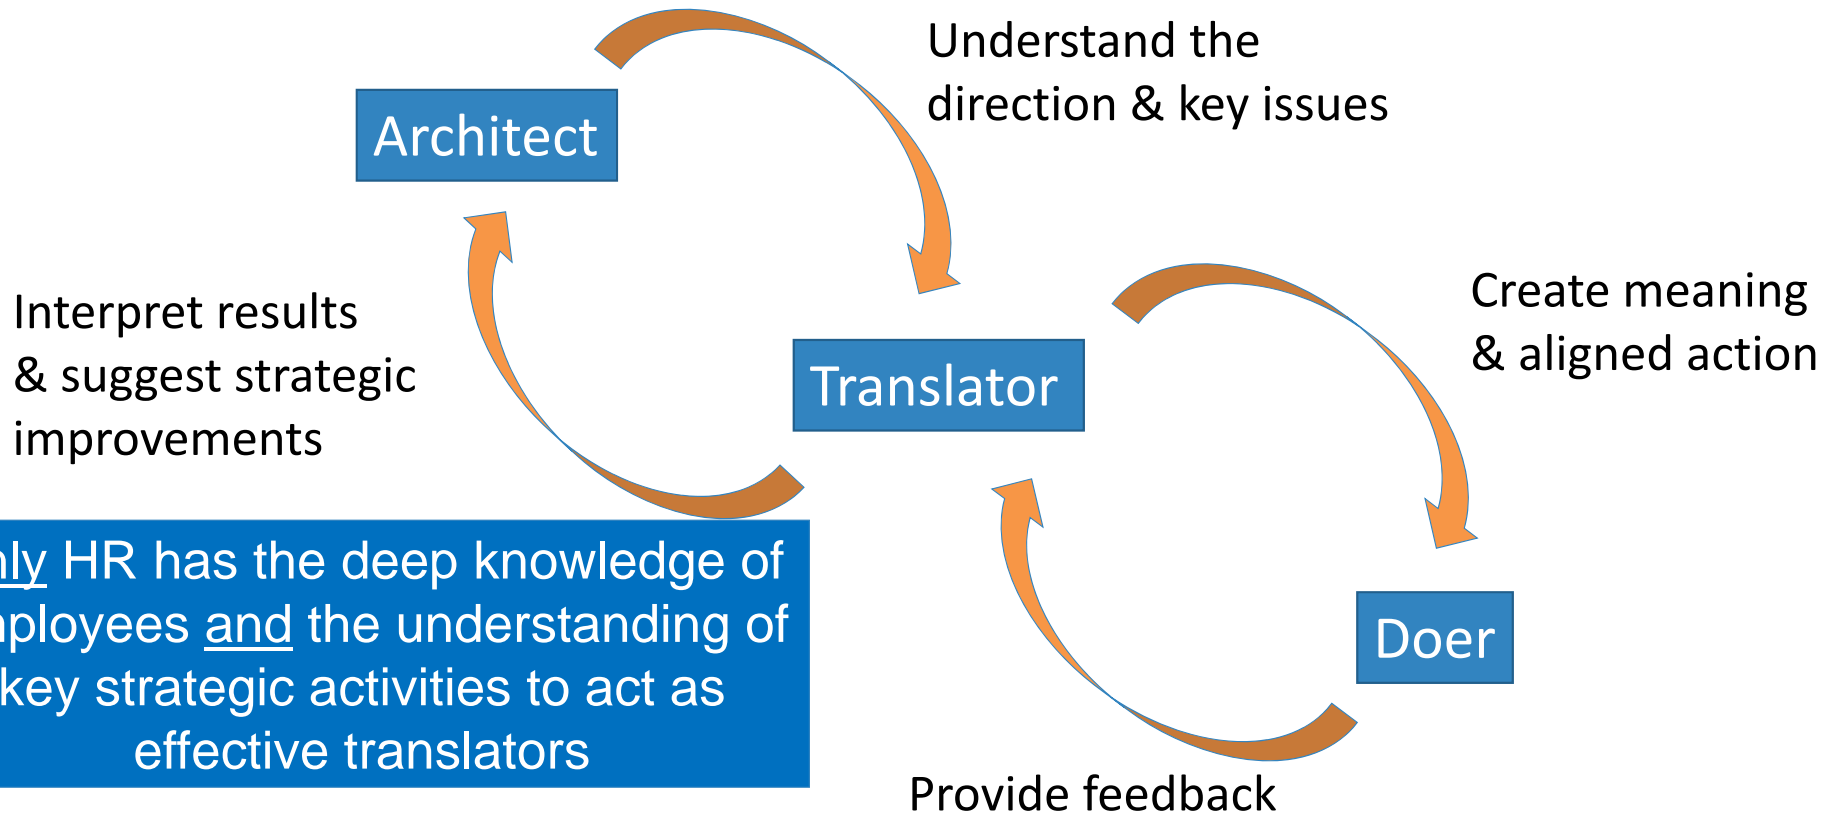 Understand the
direction & key issues
Architect
Create meaning
& aligned action
Interpret results
& suggest strategic
improvements
Translator
HR has the deep knowledge of
and the understanding of
key strategic activities to act as
effective translators
Doer
Provide feedback